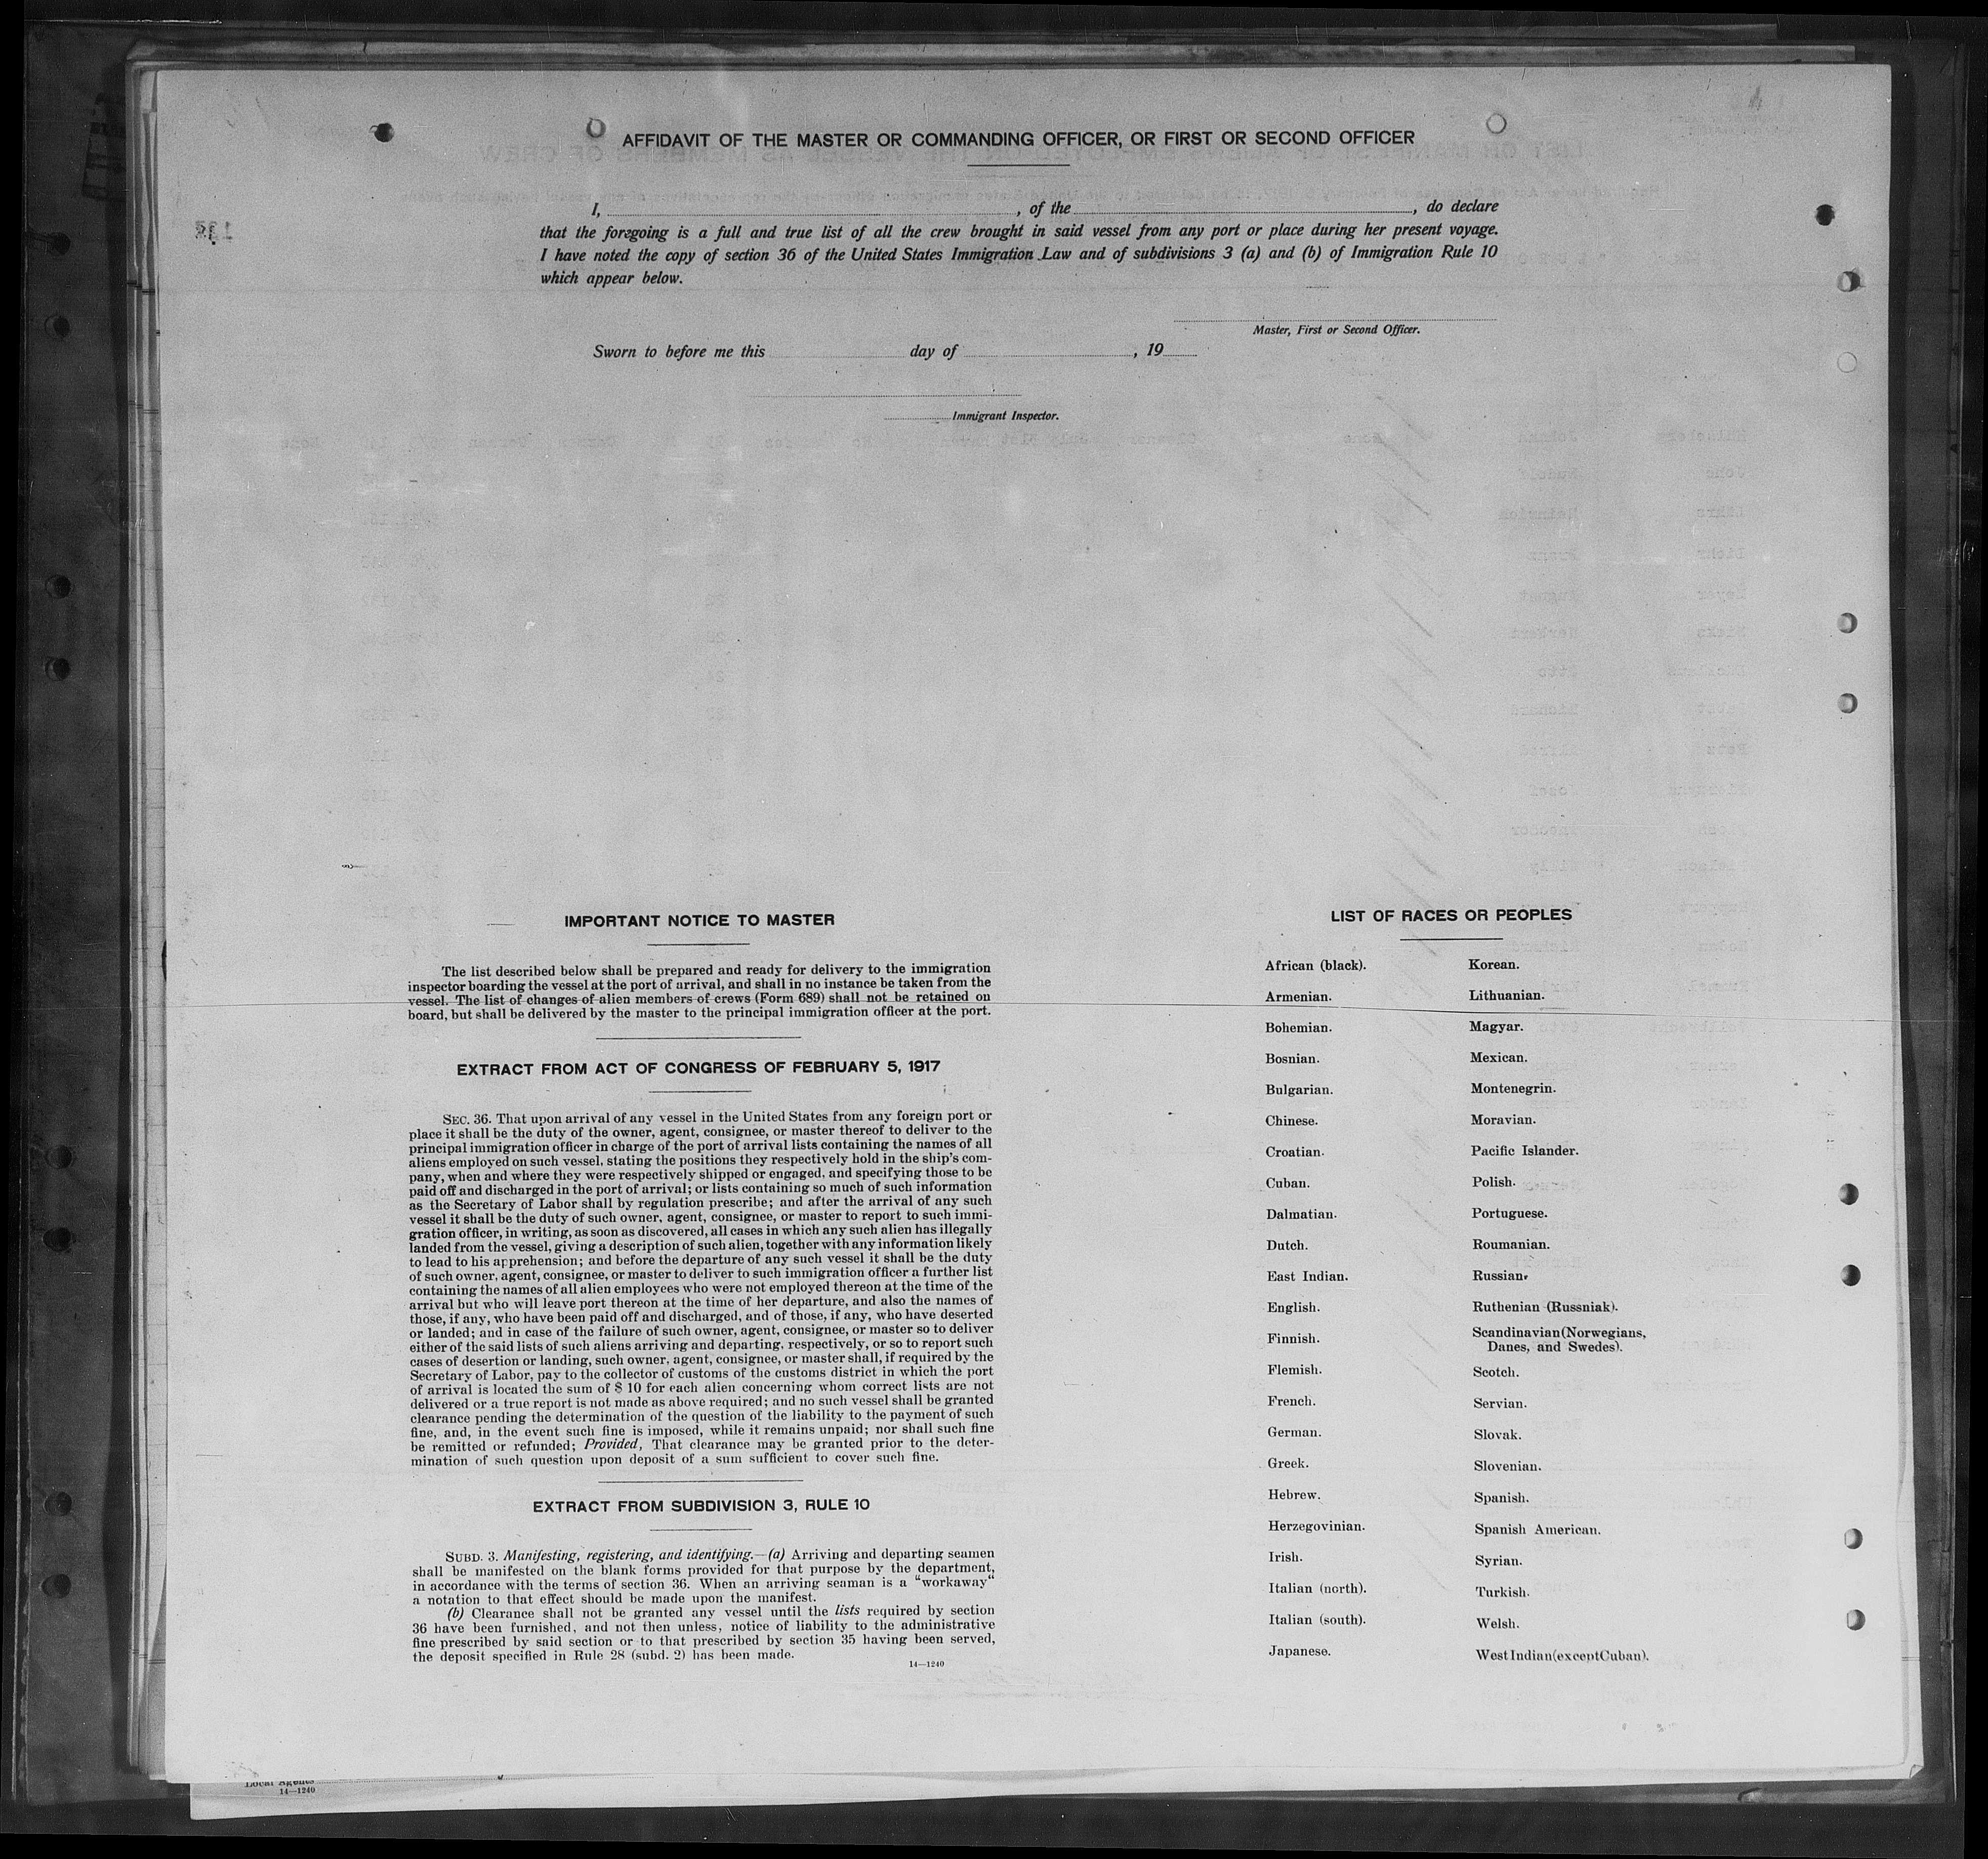 AFFIDAVIT OF THE MASTER OR COMMANDING OFFICER, OR FIRST OR SECOND OFFICER
I, , of the , do declare
that the foregoing is a full and true list of all the crew brought in said vessel from any port or place during her present voyage.
I have noted the copy of section 36 of the United States Immigration Law and of subdivisions 3 (a) and (b) of Immigration Rule 10
which appear below.
Master, First or Second Officer.
Sworn to before me this day of , 19
Immigrant Inspector.
IMPORTANT NOTICE TO MASTER
The list described below shall be prepared and ready for delivery to the immigration
inspector boarding the vessel at the port of arrival, and shall in no instance be taken from the
vessel. The list of changes of alien members of crews (Form 689) shall not be retained on
board, but shall be delivered by the master to the principal immigration officer at the port.
EXTRACT FROM ACT OF CONGRESS OF FEBRUARY 5, 1917
SEC. 36. That upon arrival of any vessel in the United States from any foreign port or
place it shall be the duty of the owner, agent, consignee, or master thereof to deliver to the
principal immigration officer in charge of the port of arrival lists containing the names of all
aliens employed on such vessel, stating the positions they respectively hold in the ship's com-
pany, when and where they were respectively shipped or engaged, and specifying those to be
paid off and discharged in the port of arrival; or lists containing so much of such information
as the Secretary of Labor shall by regulation prescribe; and after the arrival of any such
vessel it shall be the duty of such owner, agent, consignee, or master to report to such immi-
gration officer, in writing, as soon as discovered, all cases in which any such alien has illegally
landed from the vessel, giving a description of such alien, together with any information likely
to lead to his apprehension; and before the departure of any such vessel it shall be the duty
of such owner, agent, consignee, or master to deliver to such immigration officer a further list
containing the names of all alien employees who were not employed thereon at the time of the
arrival but who will leave port thereon at the time of her departure, and also the names of
those, if any, who have been paid off and discharged, and of those, if any, who have deserted
or landed; and in case of the failure of such owner, agent, consignee, or master so to deliver
either of the said lists of such aliens arriving and departing, respectively, or so to report such
cases of desertion or landing, such owner, agent, consignee, or master shall, if required by the
Secretary of Labor, pay to the collector of customs of the customs district in which the port
of arrival is located the sum of $ 10 for each alien concerning whom correct lists are not
delivered or a true report is not made as above required; and no such vessel shall be granted
clearance pending the determination of the question of the liability to the payment of such
fine, and, in the event such fine is imposed, while it remains unpaid; nor shall such fine
be remitted or refunded; Provided, That clearance may be granted prior to the deter-
mination of such question upon deposit of a sum sufficient to cover such fine.
EXTRACT FROM SUBDIVISION 3, RULE 10
SUBD. 3. Manifesting, registering, and identifying.—(a) Arriving and departing seamen
shall be manifested on the blank forms provided for that purpose by the department,
in accordance with the terms of section 36. When an arriving seaman is a "workaway"
a notation to that effect should be made upon the manifest.
(b) Clearance shall not be granted any vessel until the lists required by section
36 have been furnished, and not then unless, notice of liability to the administrative
fine prescribed by said section or to that prescribed by section 35 having been served,
the deposit specified in Rule 28 (subd. 2) has been made.
14—1240
LIST OF RACES OR PEOPLES
African (black).
Armenian.
Bohemian.
Bosnian.
Bulgarian.
Chinese.
Croatian.
Cuban.
Dalmatian.
Dutch.
East Indian.
English.
Finnish.
Flemish.
French.
German.
Greek.
Hebrew.
Herzegovinian.
Irish.
Italian (north).
Italian (south).
Japanese.
Korean.
Lithuanian.
Magyar.
Mexican.
Montenegrin.
Moravian.
Pacific Islander.
Polish.
Portuguese.
Roumanian.
Russian.
Ruthenian (Russniak).
Scandinavian (Norwegians,
Danes, and Swedes).
Scotch.
Servian.
Slovak.
Slovenian.
Spanish.
Spanish American.
Syrian.
Turkish.
Welsh.
West Indian (except Cuban).
Local Agents
14—1240